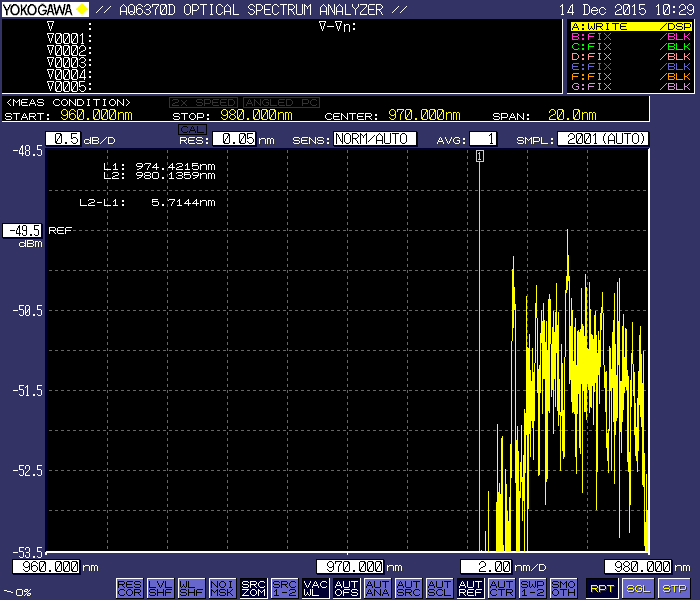 YOKOGAWA // AQ6370D OPTICAL SPECTRUM ANALYZER // 14 Dec 2015 10:29
∇ : ∇-∇n:
∇0001:
∇0002:
∇0003:
∇0004:
∇0005:
A:WRITE /DSP
B:FIX /BLK
C:FIX /BLK
D:FIX /BLK
E:FIX /BLK
F:FIX /BLK
G:FIX /BLK
<MEAS CONDITION> 2X SPEED ANGLED PC
START: 960.000nm STOP: 980.000nm CENTER: 970.000nm SPAN: 20.0nm
CAL
0.5 dB/D RES: 0.05 nm SENS: NORM/AUTO AVG: 1 SMPL: 2001(AUTO)
-48.5
1
L1: 974.4215nm
L2: 980.1359nm
L2-L1: 5.7144nm
-49.5 REF
dBm
-50.5
-51.5
-52.5
-53.5
960.000 nm 970.000 nm 2.00 nm/D 980.000 nm
~0% RES COR LVL SHF WL SHF NOI MSK SRC ZOM SRC 1-2 VAC WL AUT OFS AUT ANA AUT SRC AUT SCL AUT REF AUT CTR SWP 1-2 SMO OTH RPT SGL STP